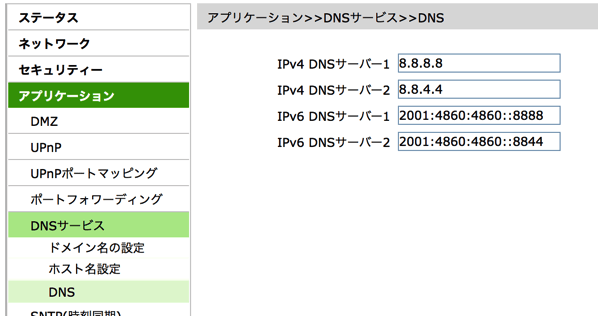 ステータス
ネットワーク
セキュリティー
アプリケーション
DMZ
UPnP
UPnPポートマッピング
ポートフォワーディング
DNSサービス
ドメイン名の設定
ホスト名設定
DNS
SNTP(時刻同期)
アプリケーション>>DNSサービス>>DNS
IPv4 DNSサーバー1 8.8.8.8
IPv4 DNSサーバー2 8.8.4.4
IPv6 DNSサーバー1 2001:4860:4860::8888
IPv6 DNSサーバー2 2001:4860:4860::8844